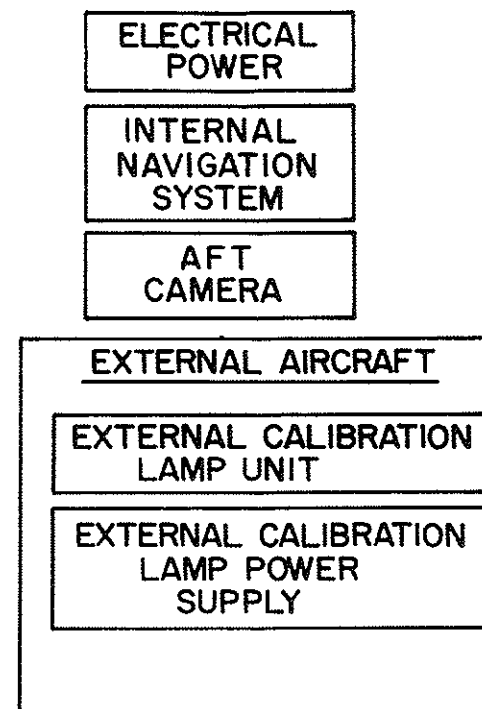 ELECTRICAL
POWER
INTERNAL
NAVIGATION
SYSTEM
AFT
CAMERA
EXTERNAL AIRCRAFT
EXTERNAL CALIBRATION
LAMP UNIT
EXTERNAL CALIBRATION
LAMP POWER
SUPPLY